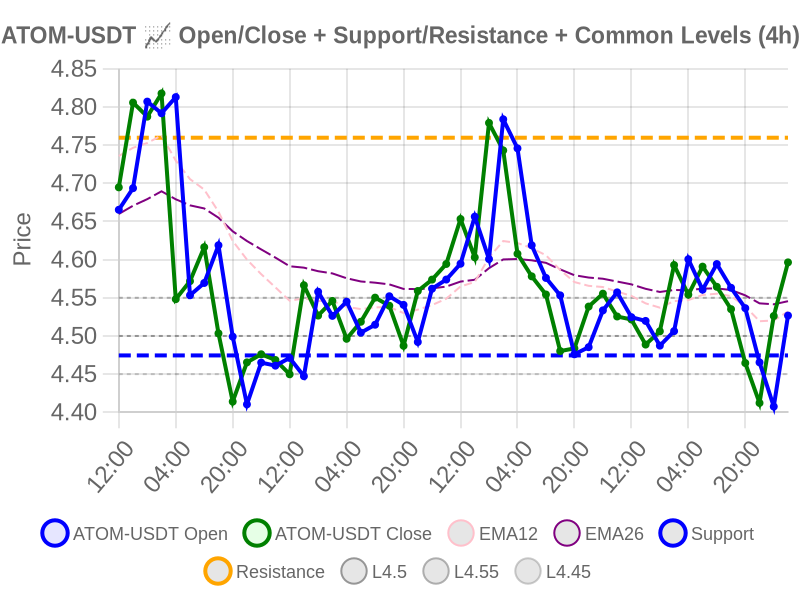 ATOM-USDT 📈 Open/Close + Support/Resistance + Common Levels (4h)
4.85
4.80
4.75
4.70
4.65
4.60
4.55
4.50
4.45
4.40
Price
12:00 04:00 20:00 12:00 04:00 20:00 12:00 04:00 20:00 12:00 04:00 20:00
ATOM-USDT Open ATOM-USDT Close EMA12 EMA26 Support
Resistance L4.5 L4.55 L4.45